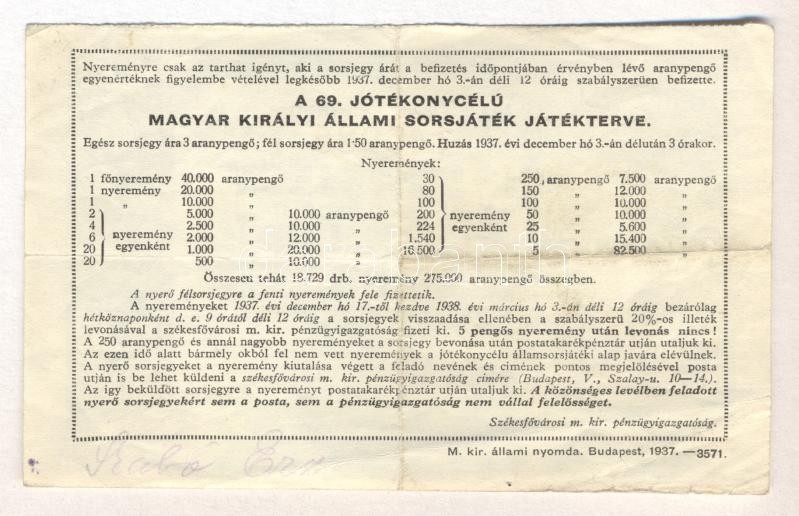 Nyereményre csak az tarthat igényt, aki a sorsjegy árát a befizetés időpontjában érvényben lévő aranypengő
egyenértéknek figyelembe vételével legkésőbb 1937. december hó 3.-án déli 12 óráig szabályszerüen befizette.
A 69. JÓTÉKONYCÉLÚ
MAGYAR KIRÁLYI ÁLLAMI SORSJÁTÉK JÁTÉKTERVE.
Egész sorsjegy ára 3 aranypengő; fél sorsjegy ára 1·50 aranypengő. Huzás 1937. évi december hó 3.-án délután 3 órakor.
Nyeremények:
1 főnyeremény 40.000 aranypengő 30 250 aranypengő 7.500 aranypengő
1 nyeremény 20.000 „ 80 150 „ 12.000 „
1 „ 10.000 „ 100 100 „ 10.000 „
2 5.000 „ 10.000 aranypengő 200 nyeremény 50 „ 10.000 „
4 nyeremény 2.500 „ 10.000 „ 224 egyenként 25 „ 5.600 „
6 egyenként 2.000 „ 12.000 „ 1.540 10 „ 15.400 „
20 1.000 „ 20.000 „ 16.500 5 „ 82.500 „
20 500 „ 10.000 „
Összesen tehát 18.729 drb. nyeremény 275.000 aranypengő összegben.
A nyerő félsorsjegyre a fenti nyeremények fele fizettetik.
A nyereményeket 1937. évi december hó 17.-től kezdve 1938. évi március hó 3.-án déli 12 óráig bezárólag
hétköznaponként d. e. 9 órától déli 12 óráig a sorsjegyek visszaadása ellenében a szabályszerű 20%-os illeték
levonásával a székesfővárosi m. kir. pénzügyigazgatóság fizeti ki. 5 pengős nyeremény után levonás nincs!
A 250 aranypengő és annál nagyobb nyereményeket a sorsjegy bevonása után postatakarékpénztár utján utaljuk ki.
Az ezen idő alatt bármely okból fel nem vett nyeremények a jótékonycélu államsorsjátéki alap javára elévülnek.
A nyerő sorsjegyeket a nyeremény kiutalása végett a feladó nevének és cimének pontos megjelölésével posta
utján is be lehet küldeni a székesfővárosi m. kir. pénzügyigazgatóság cimére (Budapest, V., Szalay-u. 10—14.).
Az így beküldött sorsjegyre a nyereményt postatakarékpénztár utján utaljuk ki. A közönséges levélben feladott
nyerő sorsjegyekért sem a posta, sem a pénzügyigazgatóság nem vállal felelősséget.
Székesfővárosi m. kir. pénzügyigazgatóság.
Szabó
M. kir. állami nyomda. Budapest, 1937. —3571.